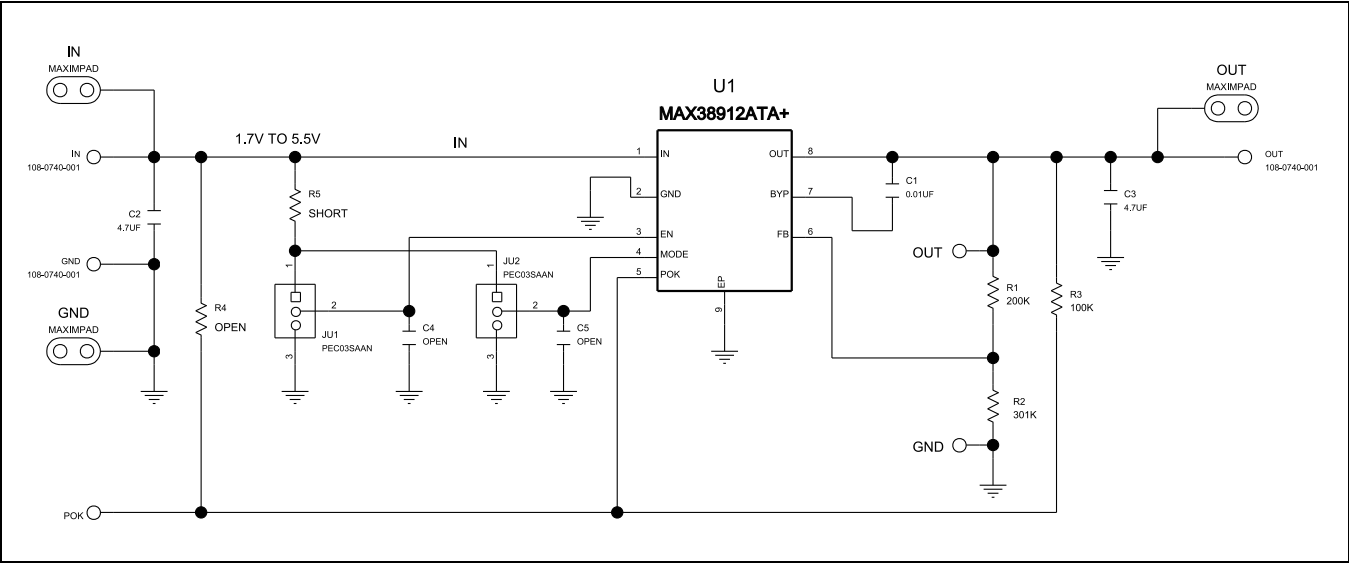 IN
MAXIMPAD
OUT
MAXIMPAD
U1
MAX38912ATA+
1.7V TO 5.5V
IN
IN
108-0740-001
1
IN
OUT
8
OUT
108-0740-001
R5
SHORT
2
GND
BYP
7
C1
0.01UF
C3
4.7UF
C2
4.7UF
3
EN
FB
6
4
MODE
5
POK
OUT
GND
108-0740-001
1
1
JU2
PEC03SAAN
EP
9
R1
200K
R3
100K
R4
OPEN
2
2
GND
MAXIMPAD
JU1
PEC03SAAN
3
C4
OPEN
3
C5
OPEN
R2
301K
GND
POK